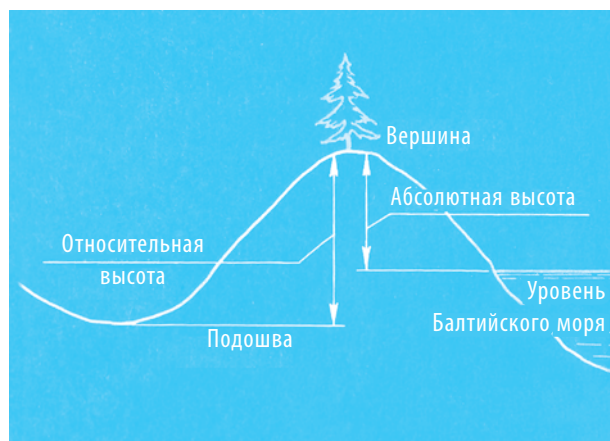 Вершина
Абсолютная высота
Относительная
высота
Уровень
Балтийского моря
Подошва